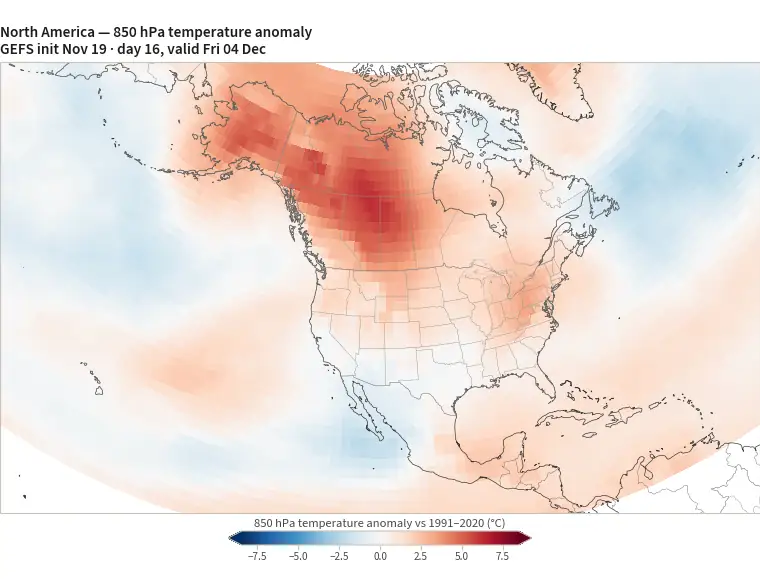 North America — 850 hPa temperature anomaly
GEFS init Nov 19 · day 16, valid Fri 04 Dec
850 hPa temperature anomaly vs 1991–2020 (°C)
−7.5 −5.0 −2.5 0.0 2.5 5.0 7.5